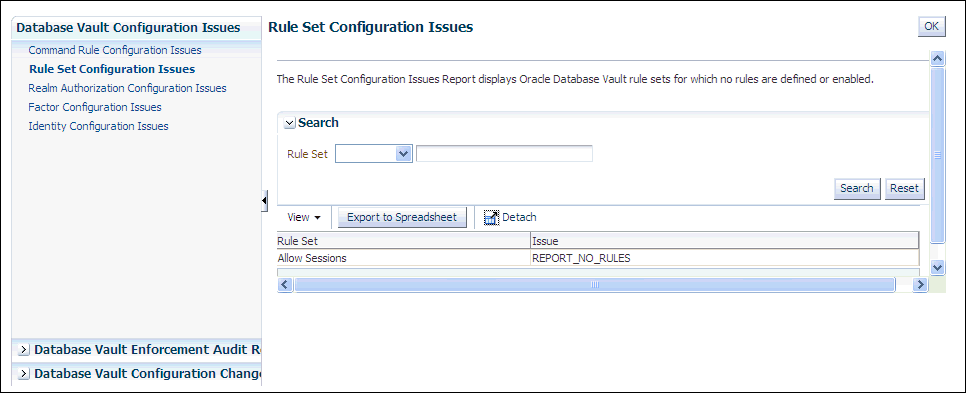 Database Vault Configuration Issues
Command Rule Configuration Issues
Rule Set Configuration Issues
Realm Authorization Configuration Issues
Factor Configuration Issues
Identity Configuration Issues
Database Vault Enforcement Audit R
Database Vault Configuration Chang
Rule Set Configuration Issues
OK
The Rule Set Configuration Issues Report displays Oracle Database Vault rule sets for which no rules are defined or enabled.
Search
Rule Set
Search Reset
View Export to Spreadsheet Detach
Rule Set Issue
Allow Sessions REPORT_NO_RULES